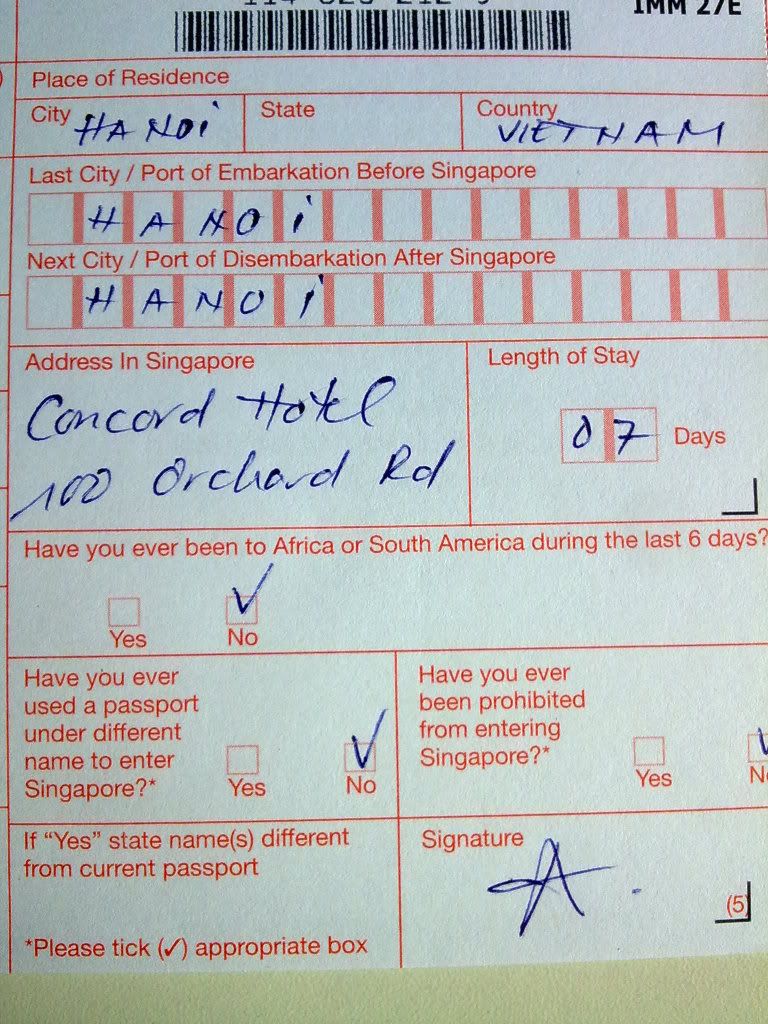 IMM 27E
Place of Residence
City HANOi State Country VIETNAM
Last City / Port of Embarkation Before Singapore
HANOi
Next City / Port of Disembarkation After Singapore
HANOi
Address In Singapore Length of Stay
Concord Hotel
100 Orchard Rd
07 Days
Have you ever been to Africa or South America during the last 6 days?
✓
Yes No
Have you ever
used a passport
under different
name to enter
Singapore?*
✓
Yes No
Have you ever
been prohibited
from entering
Singapore?*
Yes No
If “Yes” state name(s) different
from current passport
*Please tick (✓) appropriate box
Signature
(5)